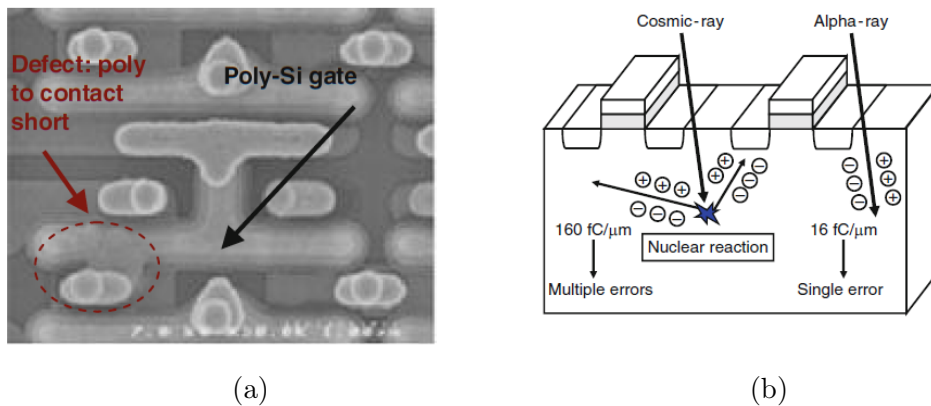 Defect: poly
to contact
short
Poly-Si gate
Cosmic-ray
Alpha-ray
160 fC/μm
16 fC/μm
Nuclear reaction
Multiple errors
Single error
(a)
(b)